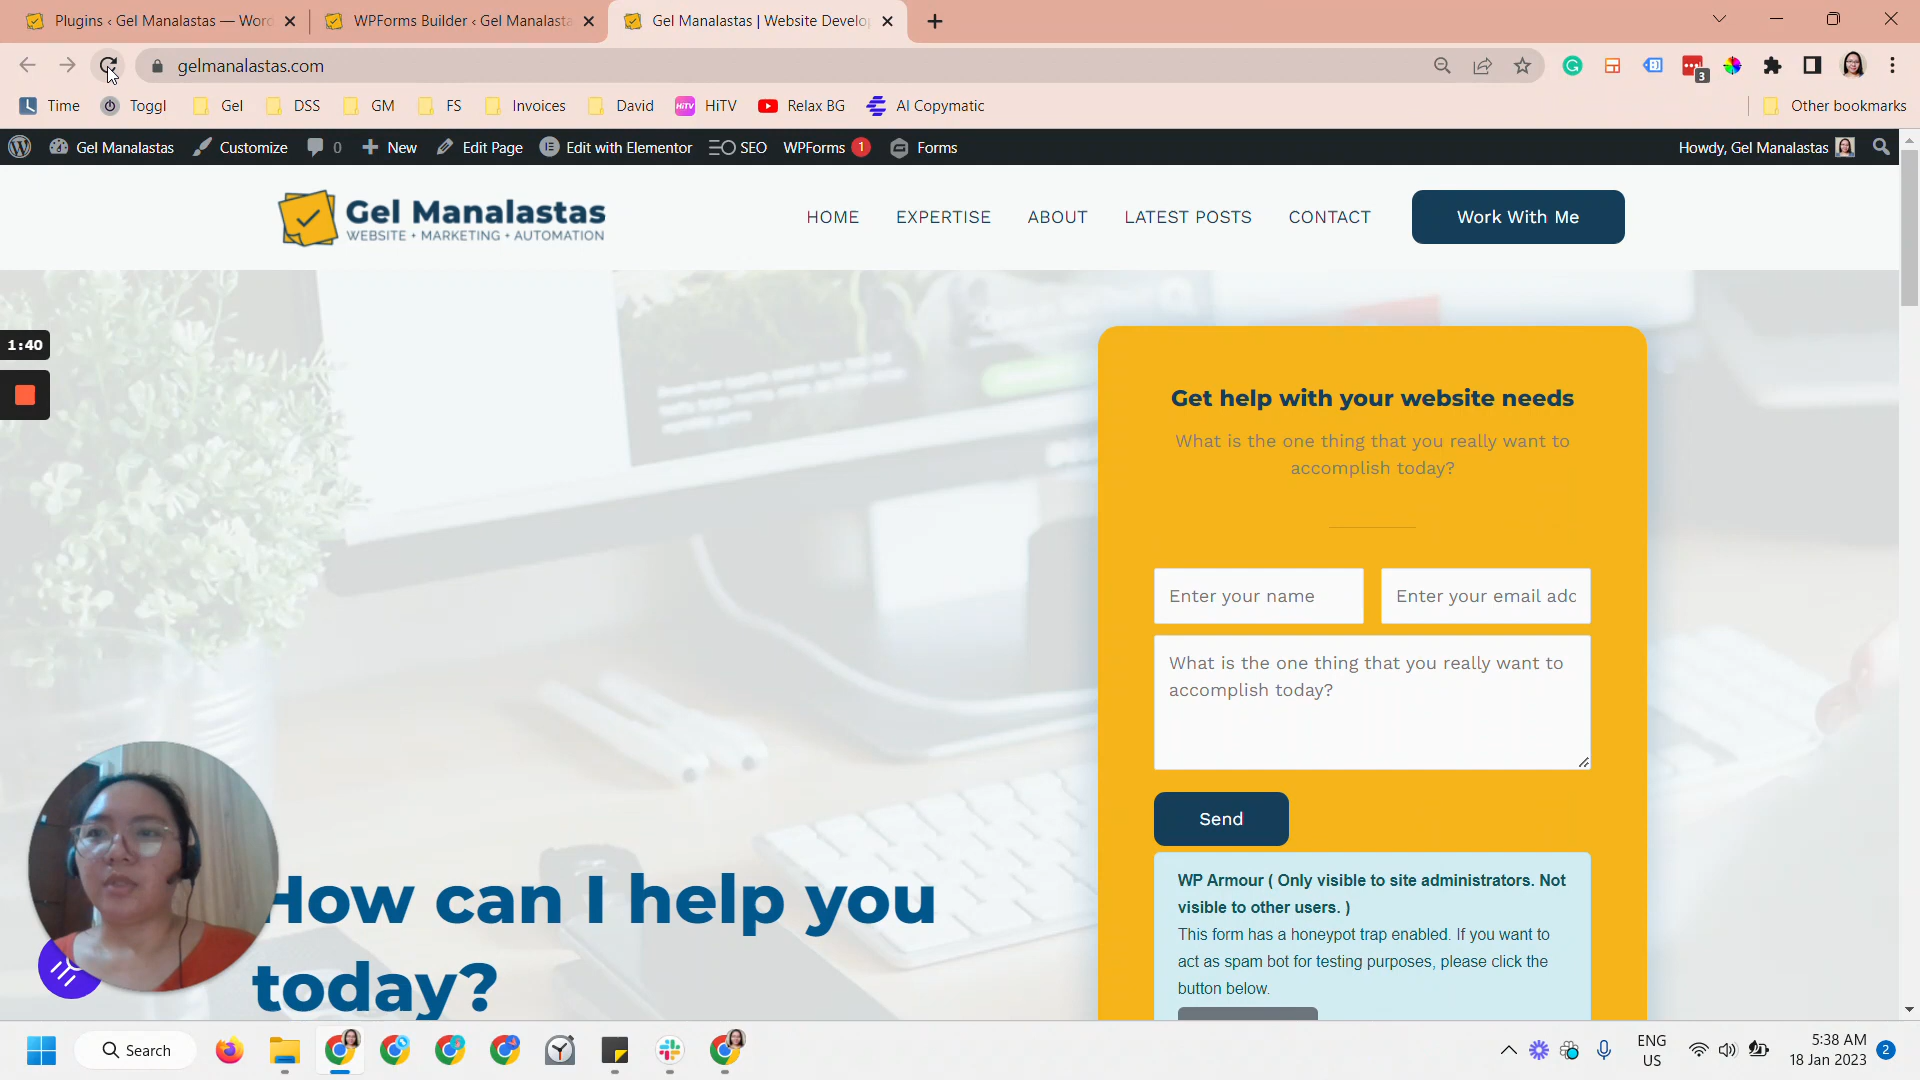 Plugins ‹ Gel Manalastas — Wor
WPForms Builder ‹ Gel Manalasta
Gel Manalastas | Website Develo
gelmanalastas.com
3
Time
Toggl
Gel
DSS
GM
FS
Invoices
David
HiTV
HiTV
Relax BG
AI Copymatic
Other bookmarks
Gel Manalastas
Customize
0
New
Edit Page
Edit with Elementor
SEO
WPForms 1
Forms
Howdy, Gel Manalastas
Gel Manalastas
WEBSITE • MARKETING • AUTOMATION
HOME
EXPERTISE
ABOUT
LATEST POSTS
CONTACT
Work With Me
1:40
Get help with your website needs
What is the one thing that you really want to
accomplish today?
Enter your name
Enter your email adc
What is the one thing that you really want to
accomplish today?
Send
WP Armour ( Only visible to site administrators. Not
visible to other users. )
This form has a honeypot trap enabled. If you want to
act as spam bot for testing purposes, please click the
button below.
How can I help you
today?
Search
ENG
US
5:38 AM
18 Jan 2023
2